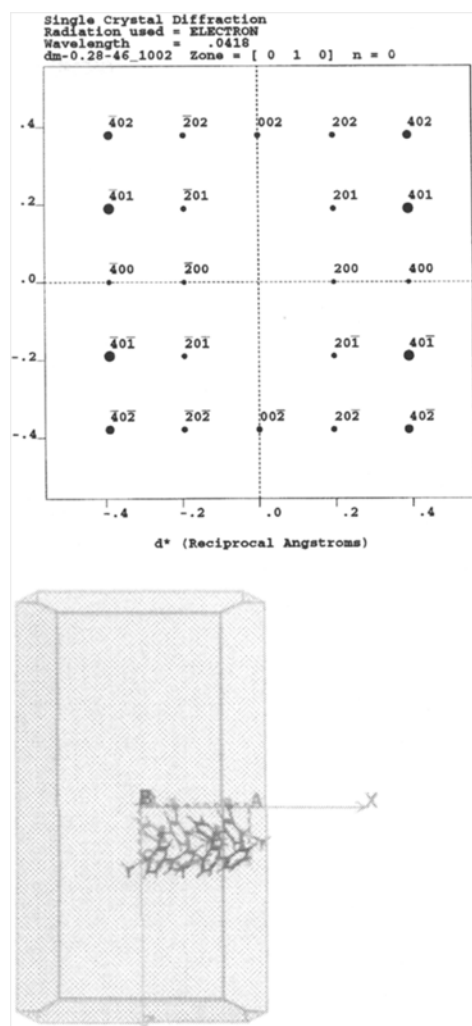 Single Crystal Diffraction
Radiation used = ELECTRON
Wavelength = .0418
dm-0.28-46_1002 Zone = [ 0 1 0] n = 0
.4
4̄02 2̄02 002 202 402
.2
4̄01 2̄01 201 401
.0
4̄00 2̄00 200 400
-.2
4̄01̄ 2̄01̄ 201̄ 401̄
-.4
4̄02̄ 2̄02̄ 002̄ 202̄ 402̄
-.4 -.2 .0 .2 .4
d* (Reciprocal Angstroms)
B A X